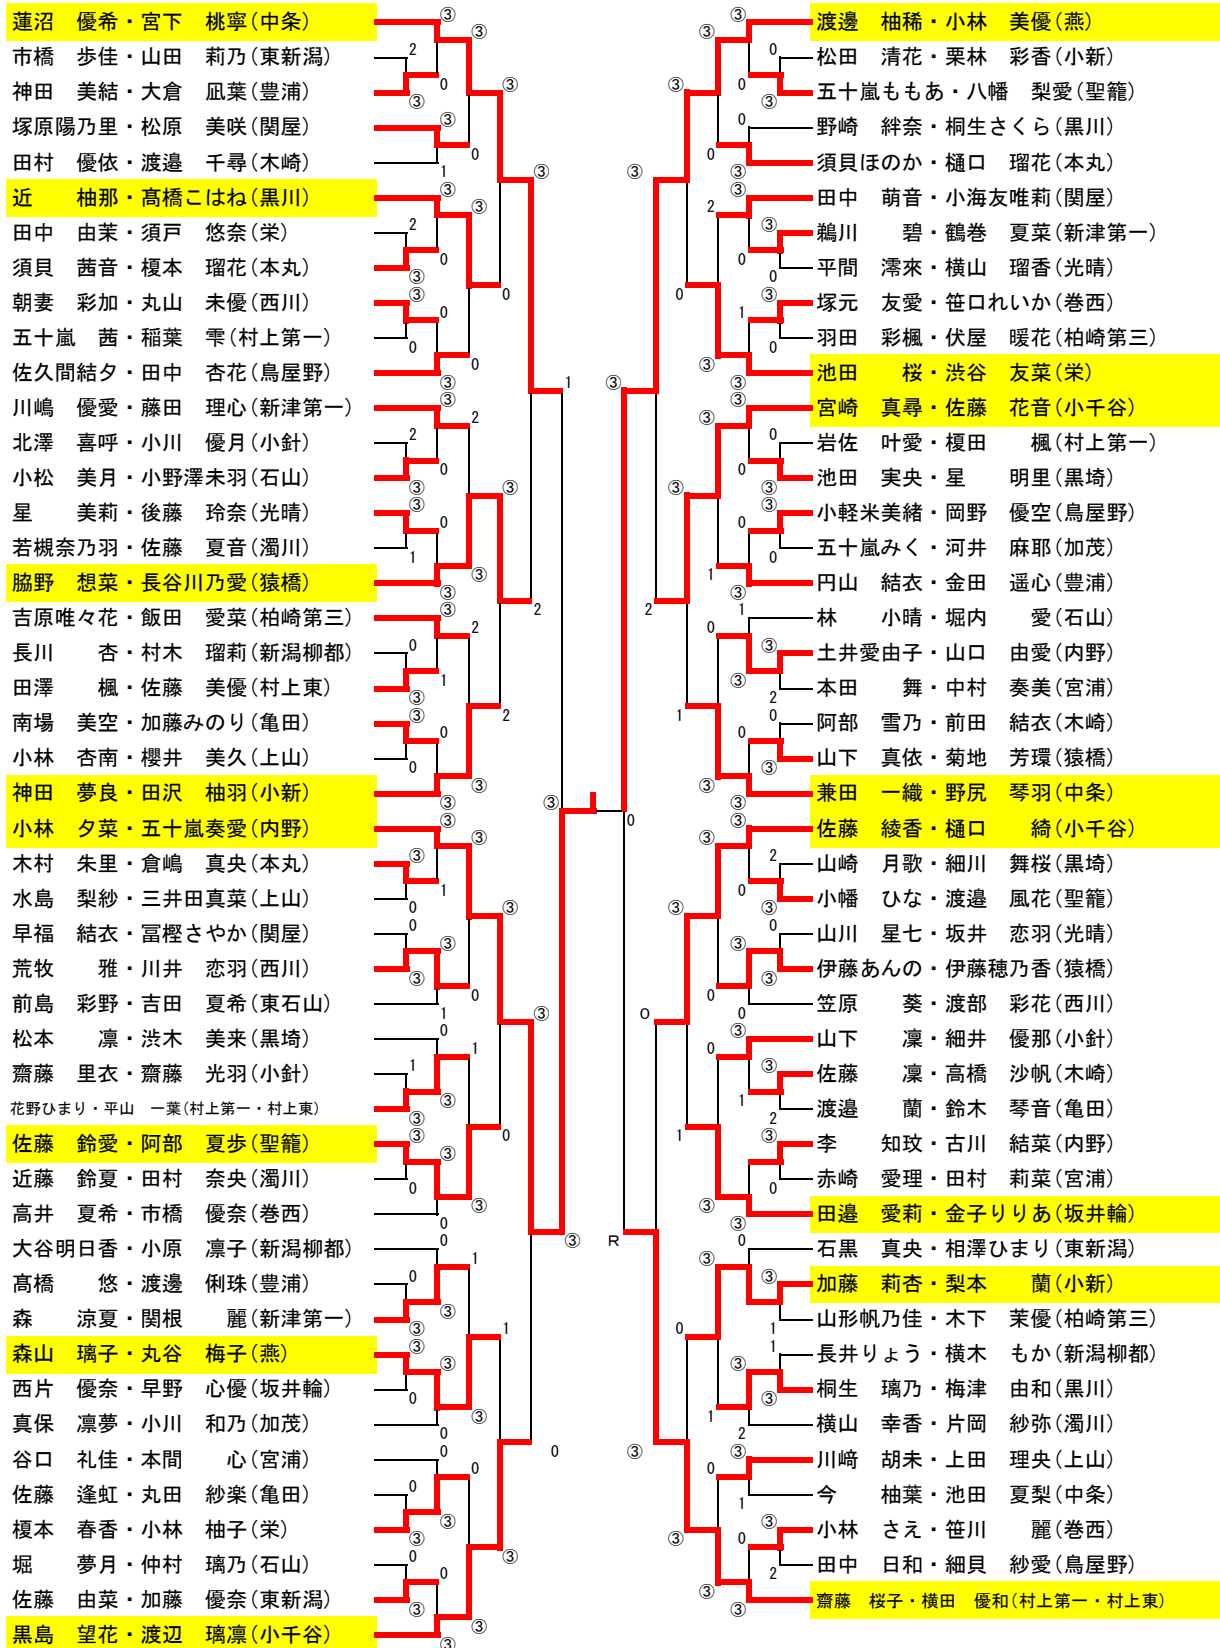 蓮沼　優希・宮下　桃寧(中条)
市橋　歩佳・山田　莉乃(東新潟)
神田　美結・大倉　凪葉(豊浦)
塚原陽乃里・松原　美咲(関屋)
田村　優依・渡邉　千尋(木崎)
近　　柚那・髙橋こはね(黒川)
田中　由茉・須戸　悠奈(栄)
須貝　茜音・榎本　瑠花(本丸)
朝妻　彩加・丸山　未優(西川)
五十嵐　茜・稲葉　雫(村上第一)
佐久間結夕・田中　杏花(鳥屋野)
川嶋　優愛・藤田　理心(新津第一)
北澤　喜呼・小川　優月(小針)
小松　美月・小野澤未羽(石山)
星　　美莉・後藤　玲奈(光晴)
若槻奈乃羽・佐藤　夏音(濁川)
脇野　想菜・長谷川乃愛(猿橋)
吉原唯々花・飯田　愛菜(柏崎第三)
長川　　杏・村木　瑠莉(新潟柳都)
田澤　　楓・佐藤　美優(村上東)
南場　美空・加藤みのり(亀田)
小林　杏南・櫻井　美久(上山)
神田　夢良・田沢　柚羽(小新)
小林　夕菜・五十嵐奏愛(内野)
木村　朱里・倉嶋　真央(本丸)
水島　梨紗・三井田真菜(上山)
早福　結衣・冨樫さやか(関屋)
荒牧　　雅・川井　恋羽(西川)
前島　彩野・吉田　夏希(東石山)
松本　　凛・渋木　美来(黒埼)
齋藤　里衣・齋藤　光羽(小針)
花野ひまり・平山　一葉(村上第一・村上東)
佐藤　鈴愛・阿部　夏歩(聖籠)
近藤　鈴夏・田村　奈央(濁川)
高井　夏希・市橋　優奈(巻西)
大谷明日香・小原　凛子(新潟柳都)
髙橋　　悠・渡邊　俐珠(豊浦)
森　　涼夏・関根　　麗(新津第一)
森山　璃子・丸谷　梅子(燕)
西片　優奈・早野　心優(坂井輪)
真保　凛夢・小川　和乃(加茂)
谷口　礼佳・本間　　心(宮浦)
佐藤　逢虹・丸田　紗楽(亀田)
榎本　春香・小林　柚子(栄)
堀　　夢月・仲村　璃乃(石山)
佐藤　由菜・加藤　優奈(東新潟)
黒島　望花・渡辺　璃凛(小千谷)
渡邊　柚稀・小林　美優(燕)
松田　清花・栗林　彩香(小新)
五十嵐ももあ・八幡　梨愛(聖籠)
野崎　絆奈・桐生さくら(黒川)
須貝ほのか・樋口　瑠花(本丸)
田中　萌音・小海友唯莉(関屋)
鵜川　　碧・鶴巻　夏菜(新津第一)
平間　澪來・横山　瑠香(光晴)
塚元　友愛・笹口れいか(巻西)
羽田　彩楓・伏屋　暖花(柏崎第三)
池田　　桜・渋谷　友菜(栄)
宮崎　真尋・佐藤　花音(小千谷)
岩佐　叶愛・榎田　　楓(村上第一)
池田　実央・星　　明里(黒埼)
小軽米美緒・岡野　優空(鳥屋野)
五十嵐みく・河井　麻耶(加茂)
円山　結衣・金田　遥心(豊浦)
林　　小晴・堀内　　愛(石山)
土井愛由子・山口　由愛(内野)
本田　　舞・中村　奏美(宮浦)
阿部　雪乃・前田　結衣(木崎)
山下　真依・菊地　芳環(猿橋)
兼田　一織・野尻　琴羽(中条)
佐藤　綾香・樋口　　綺(小千谷)
山崎　月歌・細川　舞桜(黒埼)
小幡　ひな・渡邉　風花(聖籠)
山川　星七・坂井　恋羽(光晴)
伊藤あんの・伊藤穂乃香(猿橋)
笠原　　葵・渡部　彩花(西川)
山下　　凜・細井　優那(小針)
佐藤　　凜・高橋　沙帆(木崎)
渡邉　　蘭・鈴木　琴音(亀田)
李　　知玟・古川　結菜(内野)
赤崎　愛理・田村　莉菜(宮浦)
田邉　愛莉・金子りりあ(坂井輪)
石黒　真央・相澤ひまり(東新潟)
加藤　莉杏・梨本　　蘭(小新)
山形帆乃佳・木下　茉優(柏崎第三)
長井りょう・横木　もか(新潟柳都)
桐生　璃乃・梅津　由和(黒川)
横山　幸香・片岡　紗弥(濁川)
川﨑　胡未・上田　理央(上山)
今　　柚葉・池田　夏梨(中条)
小林　さえ・笹川　　麗(巻西)
田中　日和・細貝　紗愛(鳥屋野)
齋藤　桜子・横田　優和(村上第一・村上東)